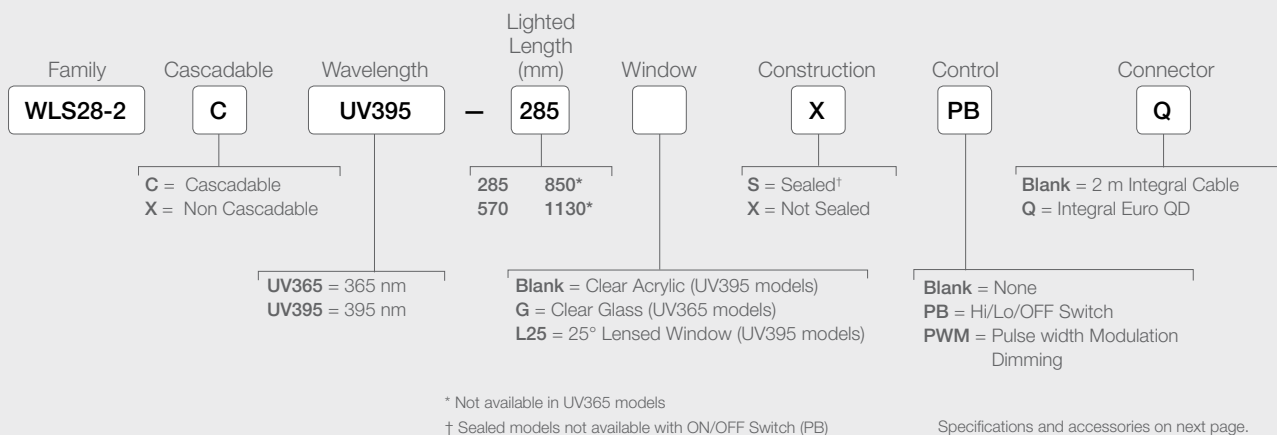 Lighted
Length
(mm)
Family Cascadable Wavelength Window Construction Control Connector
WLS28-2 C UV395 – 285 X PB Q
C = Cascadable
X = Non Cascadable
285 850*
570 1130*
S = Sealed†
X = Not Sealed
Blank = 2 m Integral Cable
Q = Integral Euro QD
UV365 = 365 nm
UV395 = 395 nm
Blank = Clear Acrylic (UV395 models)
G = Clear Glass (UV365 models)
L25 = 25° Lensed Window (UV395 models)
Blank = None
PB = Hi/Lo/OFF Switch
PWM = Pulse width Modulation
Dimming
* Not available in UV365 models
† Sealed models not available with ON/OFF Switch (PB)
Specifications and accessories on next page.